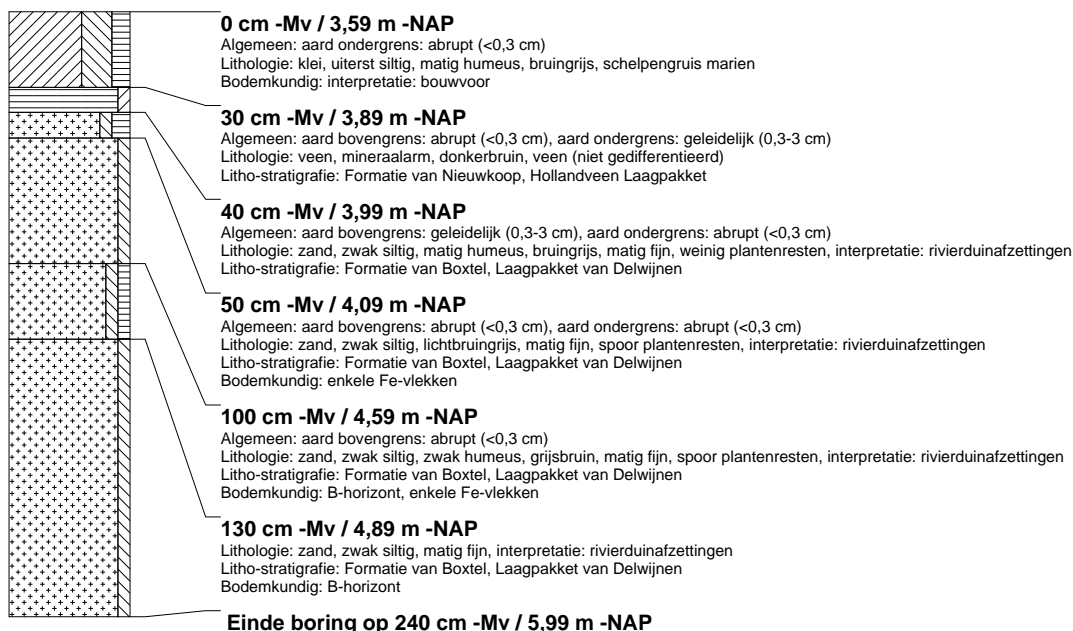 0 cm -Mv / 3,59 m -NAP
Algemeen: aard ondergrens: abrupt (<0,3 cm)
Lithologie: klei, uiterst siltig, matig humeus, bruingrijs, schelpengruis marien
Bodemkundig: interpretatie: bouwvoor
30 cm -Mv / 3,89 m -NAP
Algemeen: aard bovengrens: abrupt (<0,3 cm), aard ondergrens: geleidelijk (0,3-3 cm)
Lithologie: veen, mineraalarm, donkerbruin, veen (niet gedifferentieerd)
Litho-stratigrafie: Formatie van Nieuwkoop, Hollandveen Laagpakket
40 cm -Mv / 3,99 m -NAP
Algemeen: aard bovengrens: geleidelijk (0,3-3 cm), aard ondergrens: abrupt (<0,3 cm)
Lithologie: zand, zwak siltig, matig humeus, bruingrijs, matig fijn, weinig plantenresten, interpretatie: rivierduinafzettingen
Litho-stratigrafie: Formatie van Boxtel, Laagpakket van Delwijnen
50 cm -Mv / 4,09 m -NAP
Algemeen: aard bovengrens: abrupt (<0,3 cm), aard ondergrens: abrupt (<0,3 cm)
Lithologie: zand, zwak siltig, lichtbruingrijs, matig fijn, spoor plantenresten, interpretatie: rivierduinafzettingen
Litho-stratigrafie: Formatie van Boxtel, Laagpakket van Delwijnen
Bodemkundig: enkele Fe-vlekken
100 cm -Mv / 4,59 m -NAP
Algemeen: aard bovengrens: abrupt (<0,3 cm)
Lithologie: zand, zwak siltig, zwak humeus, grijsbruin, matig fijn, spoor plantenresten, interpretatie: rivierduinafzettingen
Litho-stratigrafie: Formatie van Boxtel, Laagpakket van Delwijnen
Bodemkundig: B-horizont, enkele Fe-vlekken
130 cm -Mv / 4,89 m -NAP
Lithologie: zand, zwak siltig, matig fijn, interpretatie: rivierduinafzettingen
Litho-stratigrafie: Formatie van Boxtel, Laagpakket van Delwijnen
Bodemkundig: B-horizont
Einde boring op 240 cm -Mv / 5,99 m -NAP